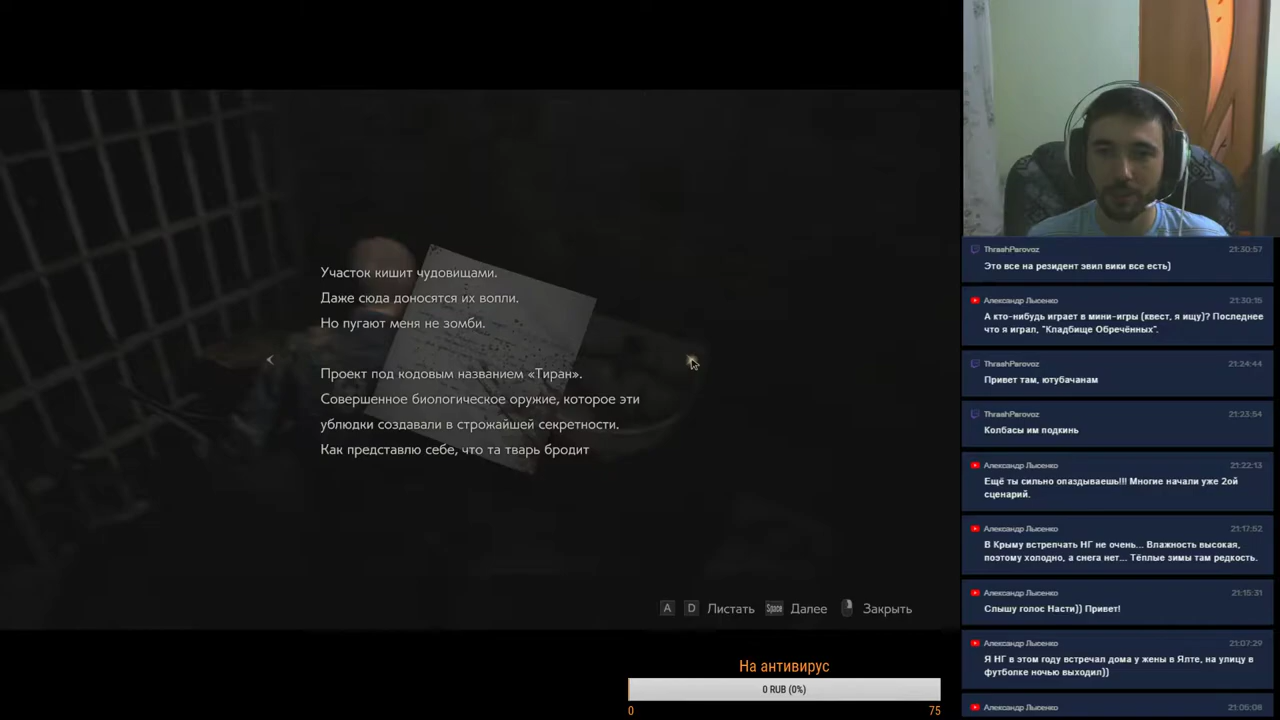 Участок кишит чудовищами.
Даже сюда доносятся их вопли.
Но пугают меня не зомби.
Проект под кодовым названием «Тиран».
Совершенное биологическое оружие, которое эти
ублюдки создавали в строжайшей секретности.
Как представлю себе, что та тварь бродит
A D Листать Space Далее Закрыть
На антивирус
0 RUB (0%)
0 75
ThrashParovoz 21:30:57
Это все на резидент эвил вики все есть)
Александр Лысенко 21:30:15
А кто-нибудь играет в мини-игры (квест, я ищу)? Последнее
что я играл, "Кладбище Обречённых".
ThrashParovoz 21:24:44
Привет там, ютубачанам
ThrashParovoz 21:23:54
Колбасы им подкинь
Александр Лысенко 21:22:13
Ещё ты сильно опаздываешь!!! Многие начали уже 2ой
сценарий.
Александр Лысенко 21:17:52
В Крыму встрепчать НГ не очень... Влажность высокая,
поэтому холодно, а снега нет... Тёплые зимы там редкость.
Александр Лысенко 21:15:31
Слышу голос Насти)) Привет!
Александр Лысенко 21:07:29
Я НГ в этом году встречал дома у жены в Ялте, на улицу в
футболке ночью выходил))
Александр Лысенко 21:05:08